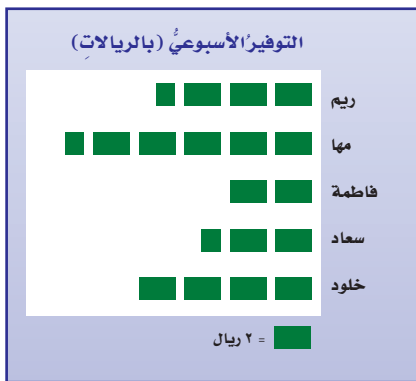 التوفيرُ الأسبوعيُّ (بالريالاتِ)
ريم
مها
فاطمة
سعاد
خلود
= ٢ ريال